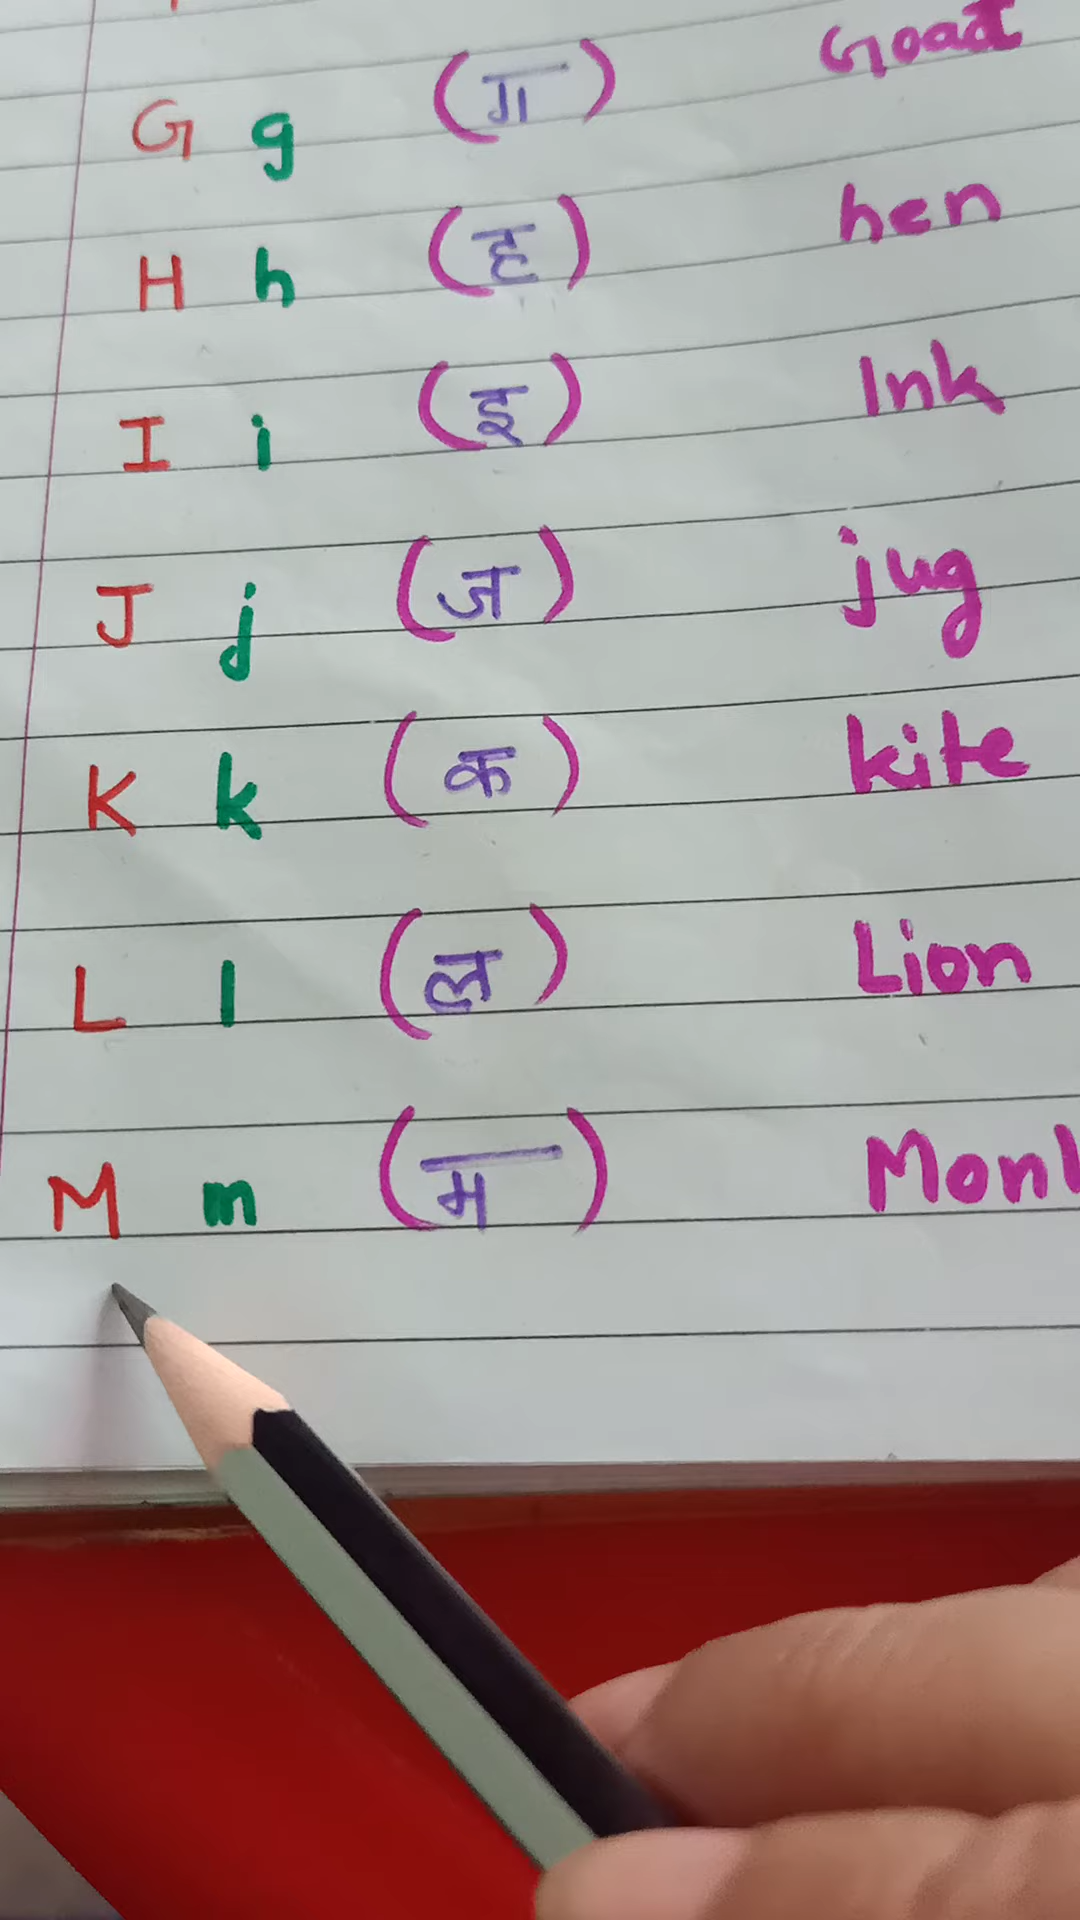 G g (ग) Goat
H h (ह) hen
I i (इ) Ink
J j (ज) jug
K k (क) kite
L l (ल) Lion
M m (म)